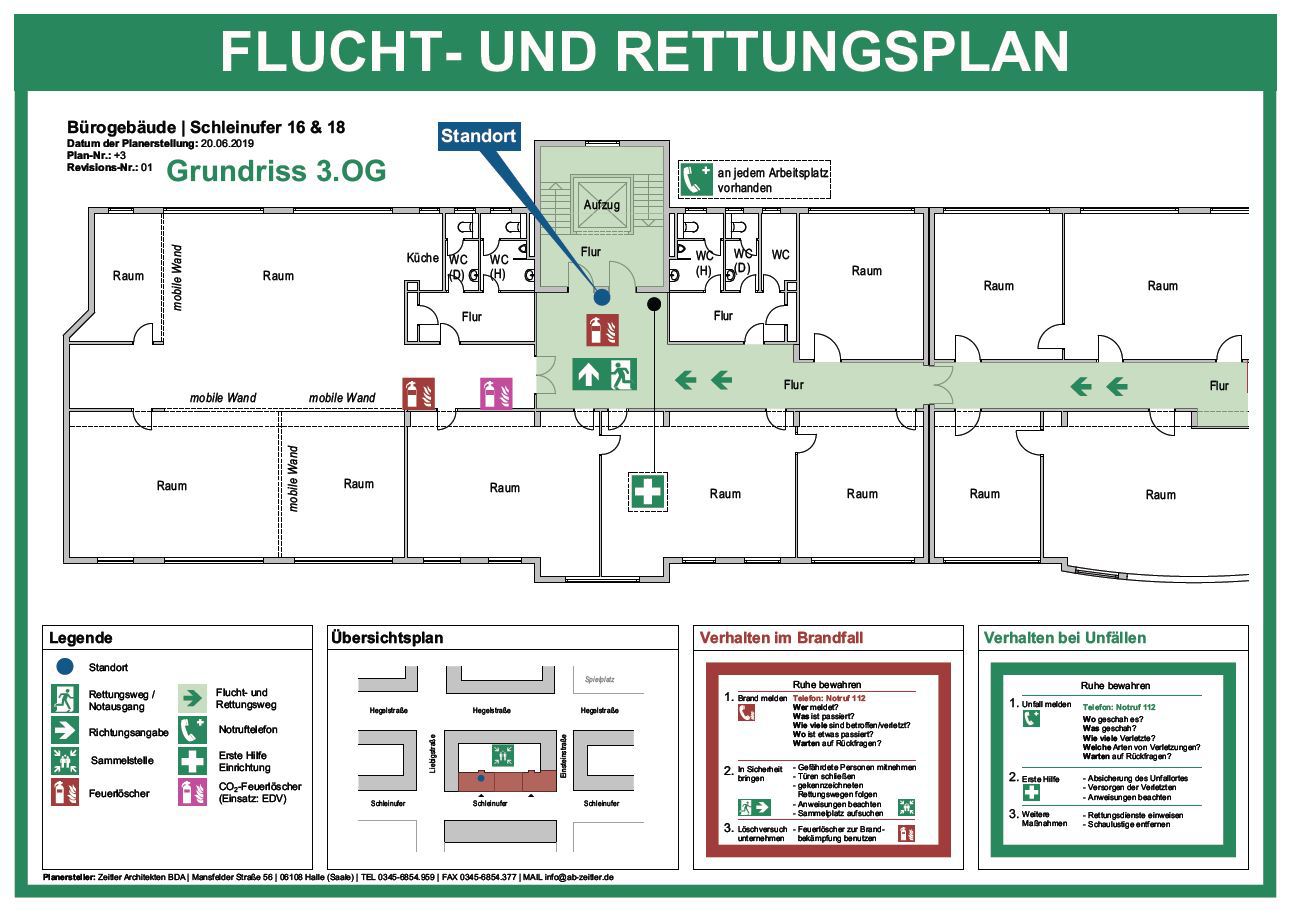 FLUCHT- UND RETTUNGSPLAN
Bürogebäude | Schleinufer 16 & 18
Datum der Planerstellung: 20.06.2019
Plan-Nr.: +3
Revisions-Nr.: 01
Grundriss 3.OG
Standort
an jedem Arbeitsplatz
vorhanden
Aufzug
Flur
Raum
mobile Wand
Raum
Küche
WC
(D)
WC
(H)
Flur
WC
(H)
WC
(D)
WC
Flur
Raum
Raum
Raum
mobile Wand
mobile Wand
Flur
Flur
Raum
mobile Wand
Raum
Raum
Raum
Raum
Raum
Raum
Legende
Standort
Rettungsweg /
Notausgang
Richtungsangabe
Sammelstelle
Feuerlöscher
Flucht- und
Rettungsweg
Notruftelefon
Erste Hilfe
Einrichtung
CO₂-Feuerlöscher
(Einsatz: EDV)
Übersichtsplan
Spielplatz
Hegelstraße
Hegelstraße
Hegelstraße
Liebigstraße
Einsteinstraße
Schleinufer
Schleinufer
Schleinufer
Verhalten im Brandfall
Ruhe bewahren
1. Brand melden
Telefon: Notruf 112
Wer meldet?
Was ist passiert?
Wie viele sind betroffen/verletzt?
Wo ist etwas passiert?
Warten auf Rückfragen?
2. In Sicherheit
bringen
- Gefährdete Personen mitnehmen
- Türen schließen
- gekennzeichneten
Rettungswegen folgen
- Anweisungen beachten
- Sammelplatz aufsuchen
3. Löschversuch
unternehmen
- Feuerlöscher zur Brand-
bekämpfung benutzen
Verhalten bei Unfällen
Ruhe bewahren
1. Unfall melden
Telefon: Notruf 112
Wo geschah es?
Was geschah?
Wie viele Verletzte?
Welche Arten von Verletzungen?
Warten auf Rückfragen?
2. Erste Hilfe
- Absicherung des Unfallortes
- Versorgen der Verletzten
- Anweisungen beachten
3. Weitere
Maßnahmen
- Rettungsdienste einweisen
- Schaulustige entfernen
Planersteller: Zeitler Architekten BDA | Mansfelder Straße 56 | 06108 Halle (Saale) | TEL 0345-6854.959 | FAX 0345-6854.377 | MAIL info@ab-zeitler.de